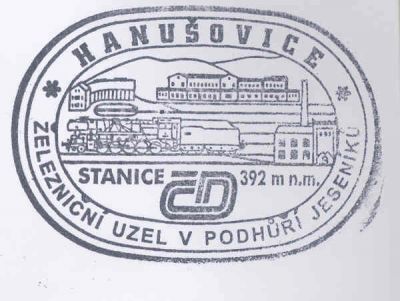 HANUŠOVICE
STANICE ČD 392 m n.m.
ŽELEZNIČNÍ UZEL V PODHŮŘÍ JESENÍKŮ